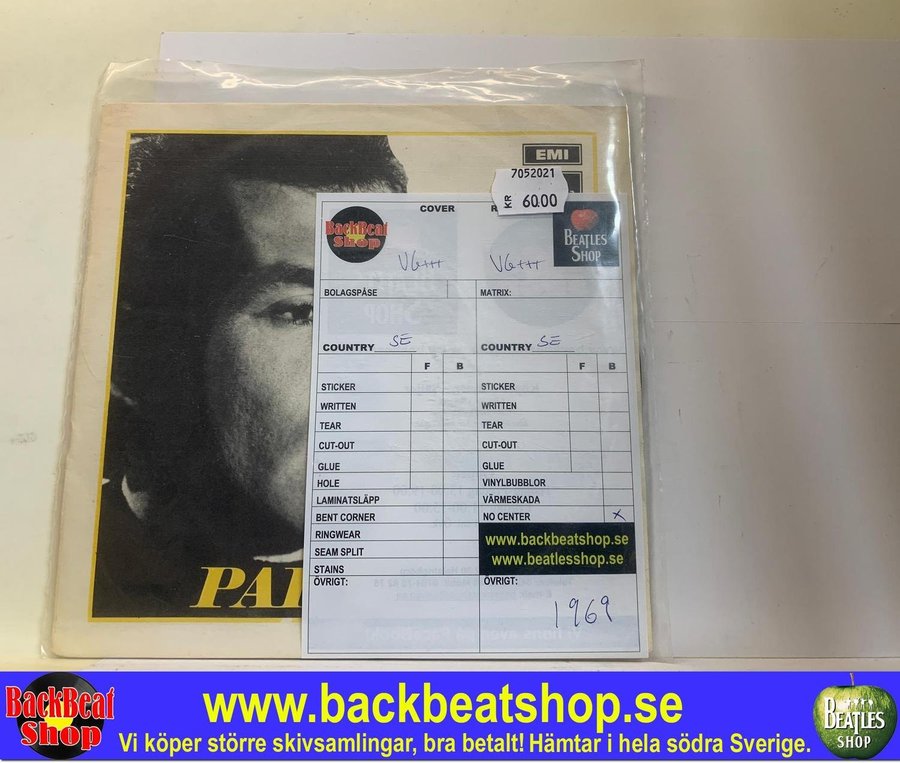 EMI
7052021
KR 60.00
COVER
BackBeat
Shop
BEATLES
SHOP
VG+++ VG+++
BOLAGSPÅSE MATRIX:
COUNTRY SE COUNTRY SE
F B F B
STICKER STICKER
WRITTEN WRITTEN
TEAR TEAR
CUT-OUT CUT-OUT
GLUE GLUE
HOLE VINYLBUBBLOR
LAMINATSLÄPP VÄRMESKADA
BENT CORNER NO CENTER X
RINGWEAR
SEAM SPLIT
STAINS
www.backbeatshop.se
www.beatlesshop.se
ÖVRIGT: ÖVRIGT:
1969
BackBeat
Shop
www.backbeatshop.se
Vi köper större skivsamlingar, bra betalt! Hämtar i hela södra Sverige.
BEATLES
SHOP